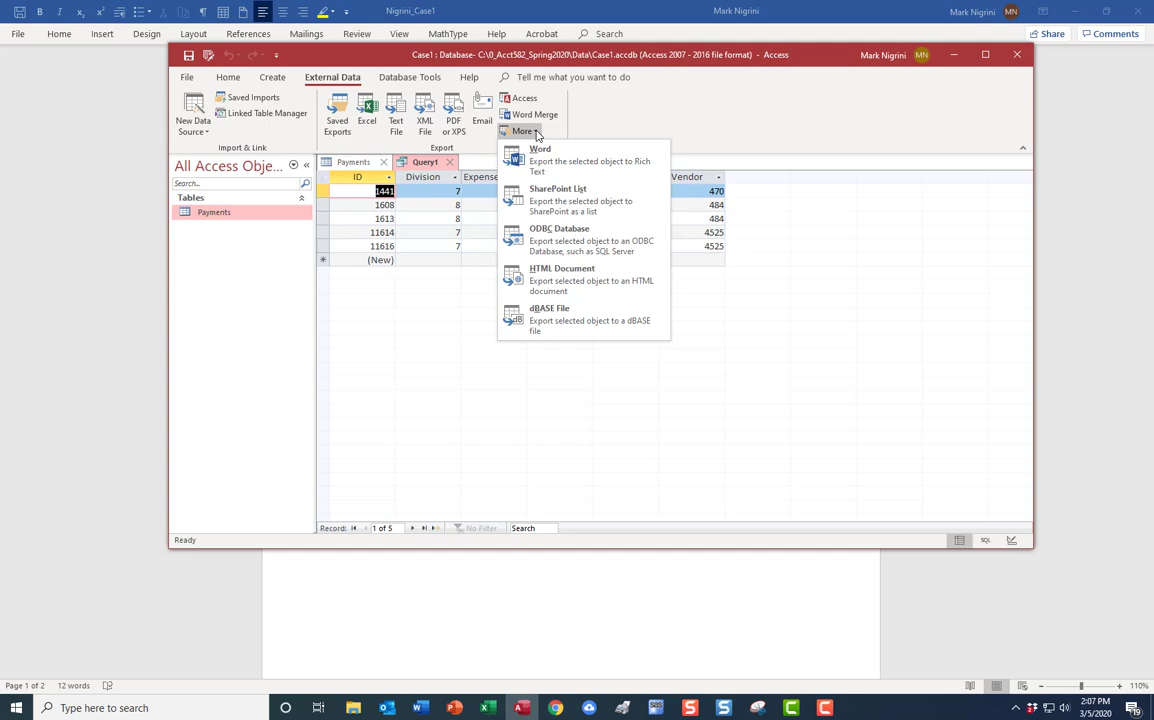 Nigrini_Case1
Mark Nigrini
Mark Nigrini
MN
File
Home
Insert
Design
Layout
References
Mailings
Review
View
MathType
Help
Acrobat
Search
Share
Comments
Case1 : Database- C:\0_Acct582_Spring2020\Data\Case1.accdb (Access 2007 - 2016 file format) - Access
Mark Nigrini
MN
File
Home
Create
External Data
Database Tools
Help
Tell me what you want to do
New Data
Source
Saved Imports
Linked Table Manager
Import & Link
Saved
Exports
Excel
Text
File
XML
File
PDF
or XPS
Email
Access
Word Merge
More
Export
Word
Export the selected object to Rich
Text
SharePoint List
Export the selected object to
SharePoint as a list
ODBC Database
Export selected object to an ODBC
Database, such as SQL Server
HTML Document
Export selected object to an HTML
document
dBASE File
Export selected object to a dBASE
file
All Access Obje...
Search...
Tables
Payments
Payments
Query1
ID Division Expense Vendor
1441 7 470
1608 8 484
1613 8 484
11614 7 4525
11616 7 4525
(New)
Record: 1 of 5 No Filter Search
Ready
SQL
Page 1 of 2
12 words
110%
Type here to search
2:07 PM
3/5/2020
19